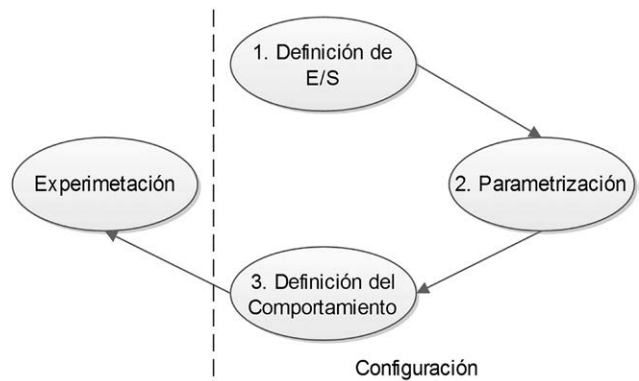 1. Definición de
E/S
2. Parametrización
3. Definición del
Comportamiento
Experimetación
Configuración